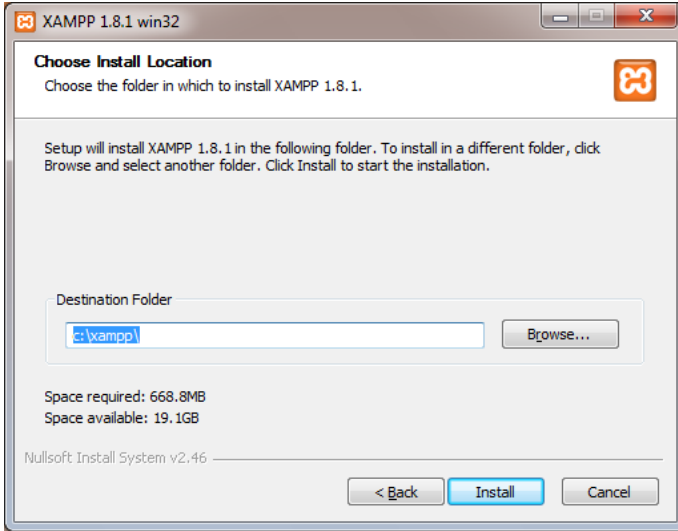 XAMPP 1.8.1 win32
Choose Install Location
Choose the folder in which to install XAMPP 1.8.1.
Setup will install XAMPP 1.8.1 in the following folder. To install in a different folder, click
Browse and select another folder. Click Install to start the installation.
Destination Folder
c:\xampp\
Browse...
Space required: 668.8MB
Space available: 19.1GB
Nullsoft Install System v2.46
< Back
Install
Cancel